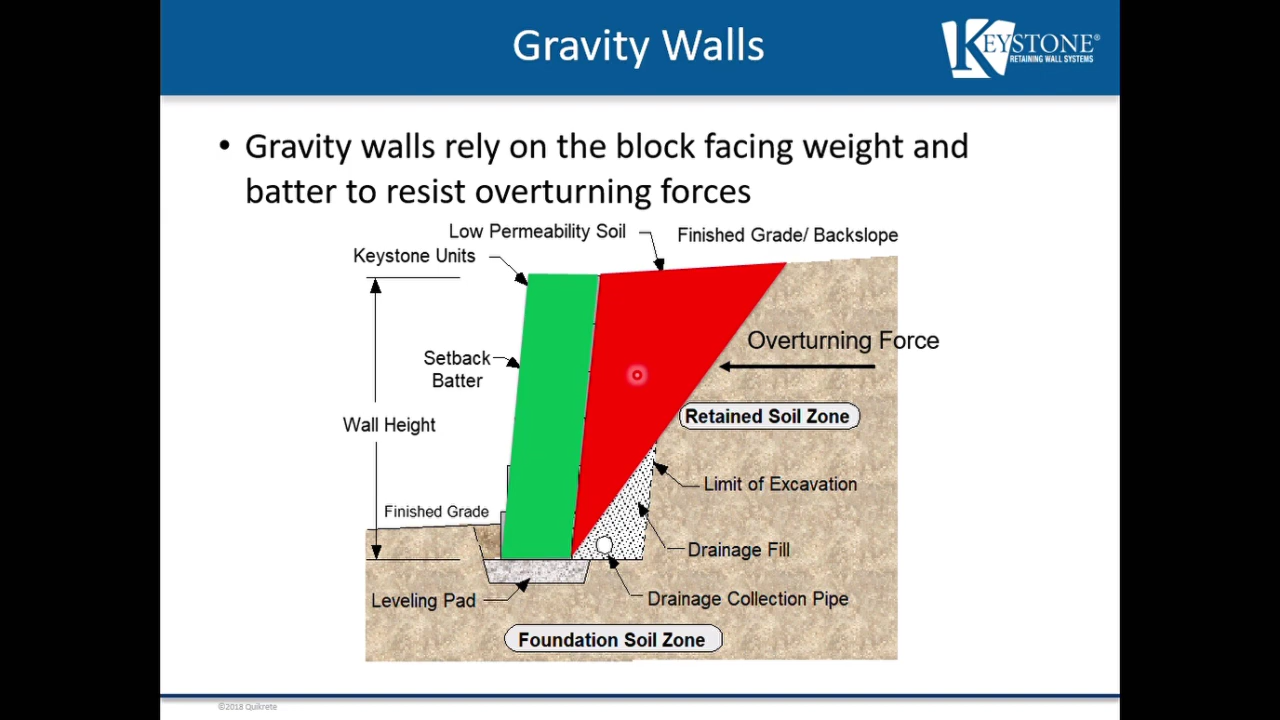 Gravity Walls
KEYSTONE®
RETAINING WALL SYSTEMS
• Gravity walls rely on the block facing weight and
batter to resist overturning forces
Low Permeability Soil
Finished Grade/ Backslope
Keystone Units
Overturning Force
Setback
Batter
Retained Soil Zone
Wall Height
Limit of Excavation
Finished Grade
Drainage Fill
Leveling Pad
Drainage Collection Pipe
Foundation Soil Zone
©2018 Quikrete